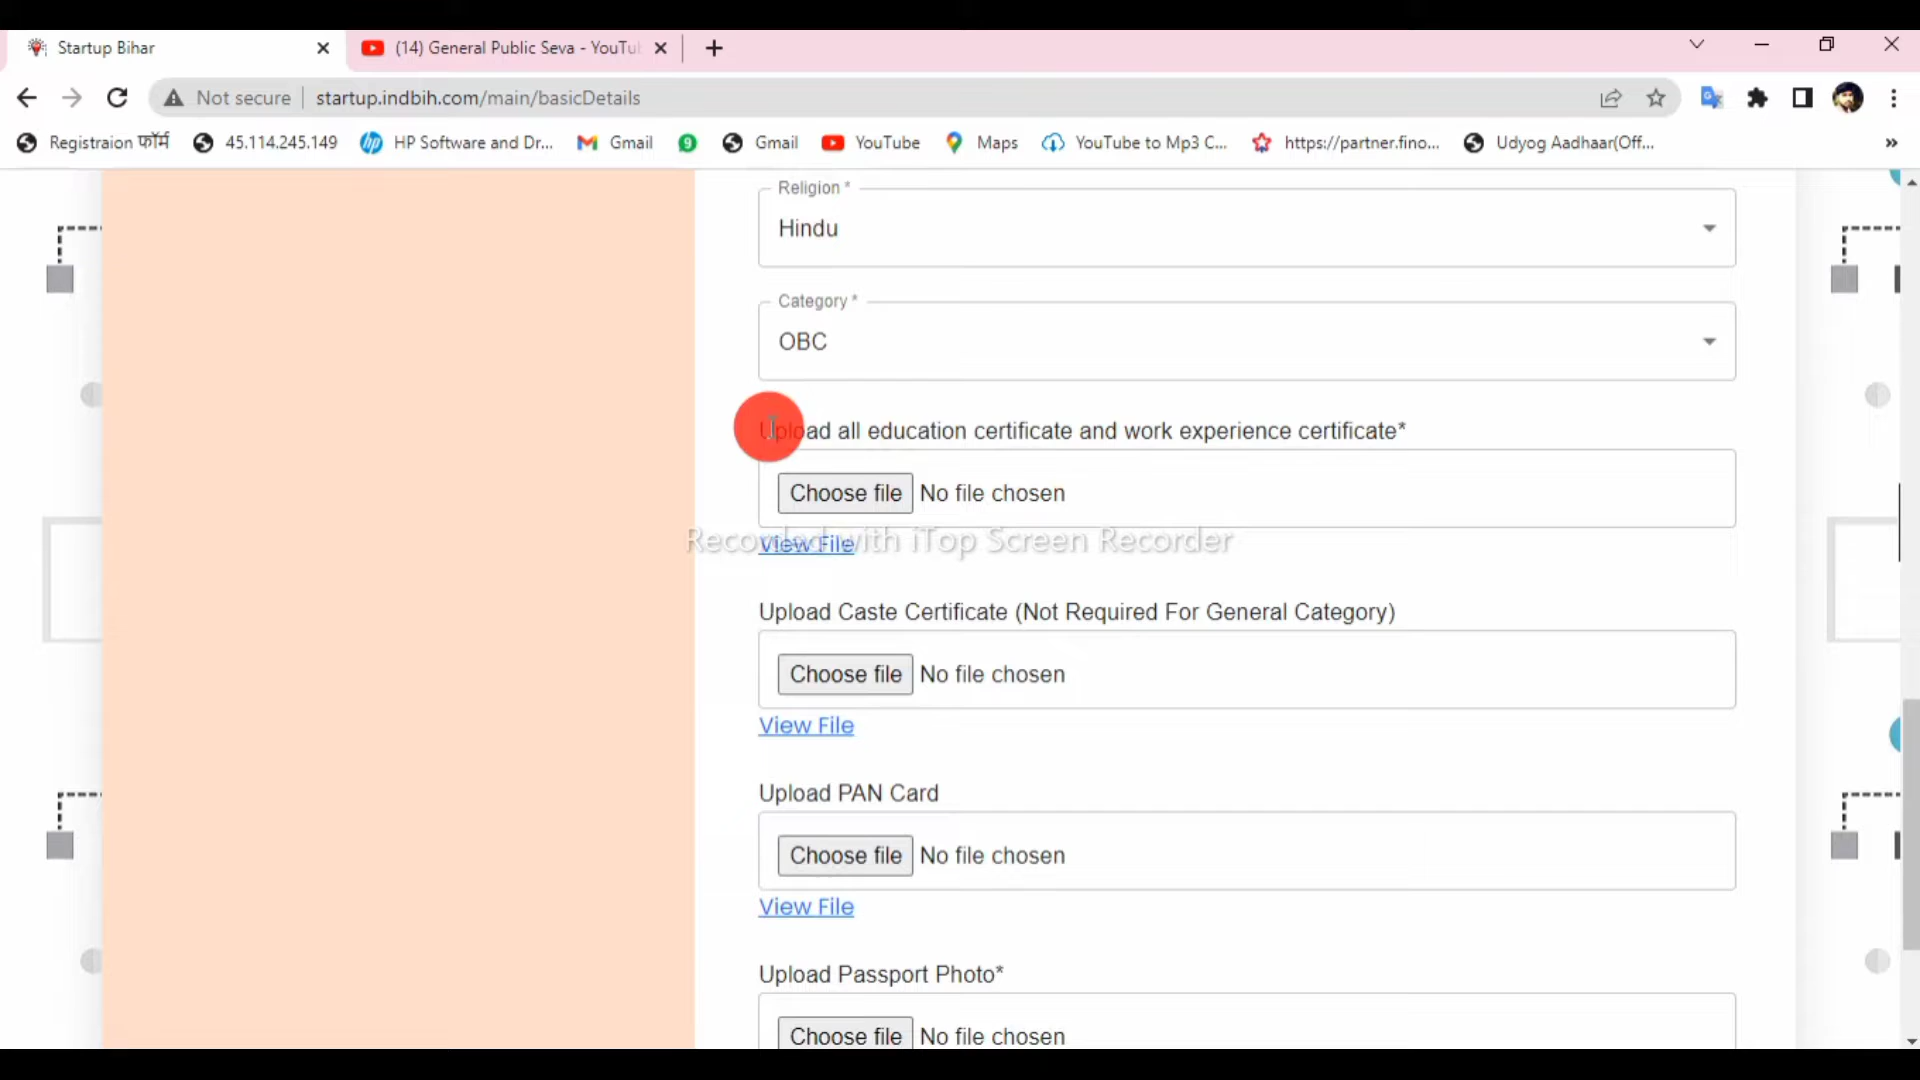 Startup Bihar
(14) General Public Seva - YouTu
Not secure
startup.indbih.com/main/basicDetails
Registraion फॉर्म
45.114.245.149
HP Software and Dr...
Gmail
9
Gmail
YouTube
Maps
YouTube to Mp3 C...
https://partner.fino...
Udyog Aadhaar(Off...
»
Religion *
Hindu
Category *
OBC
Upload all education certificate and work experience certificate*
Choose file No file chosen
View File
Recorded with iTop Screen Recorder
Upload Caste Certificate (Not Required For General Category)
Choose file No file chosen
View File
Upload PAN Card
Choose file No file chosen
View File
Upload Passport Photo*
Choose file No file chosen